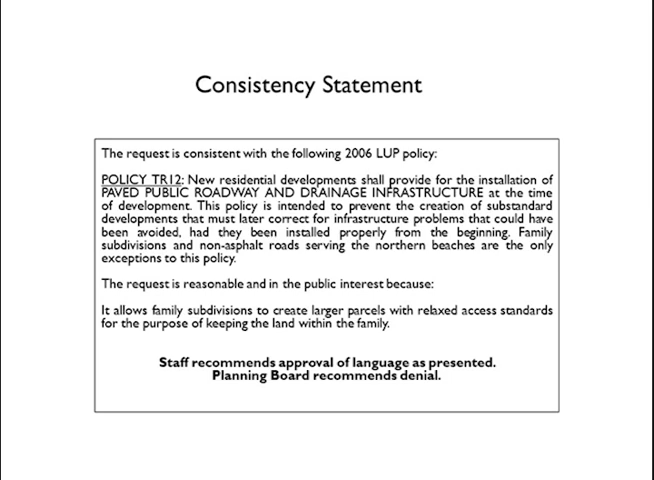 Consistency Statement
The request is consistent with the following 2006 LUP policy:
POLICY TR12: New residential developments shall provide for the installation of
PAVED PUBLIC ROADWAY AND DRAINAGE INFRASTRUCTURE at the time
of development. This policy is intended to prevent the creation of substandard
developments that must later correct for infrastructure problems that could have
been avoided, had they been installed properly from the beginning. Family
subdivisions and non-asphalt roads serving the northern beaches are the only
exceptions to this policy.
The request is reasonable and in the public interest because:
It allows family subdivisions to create larger parcels with relaxed access standards
for the purpose of keeping the land within the family.
Staff recommends approval of language as presented.
Planning Board recommends denial.